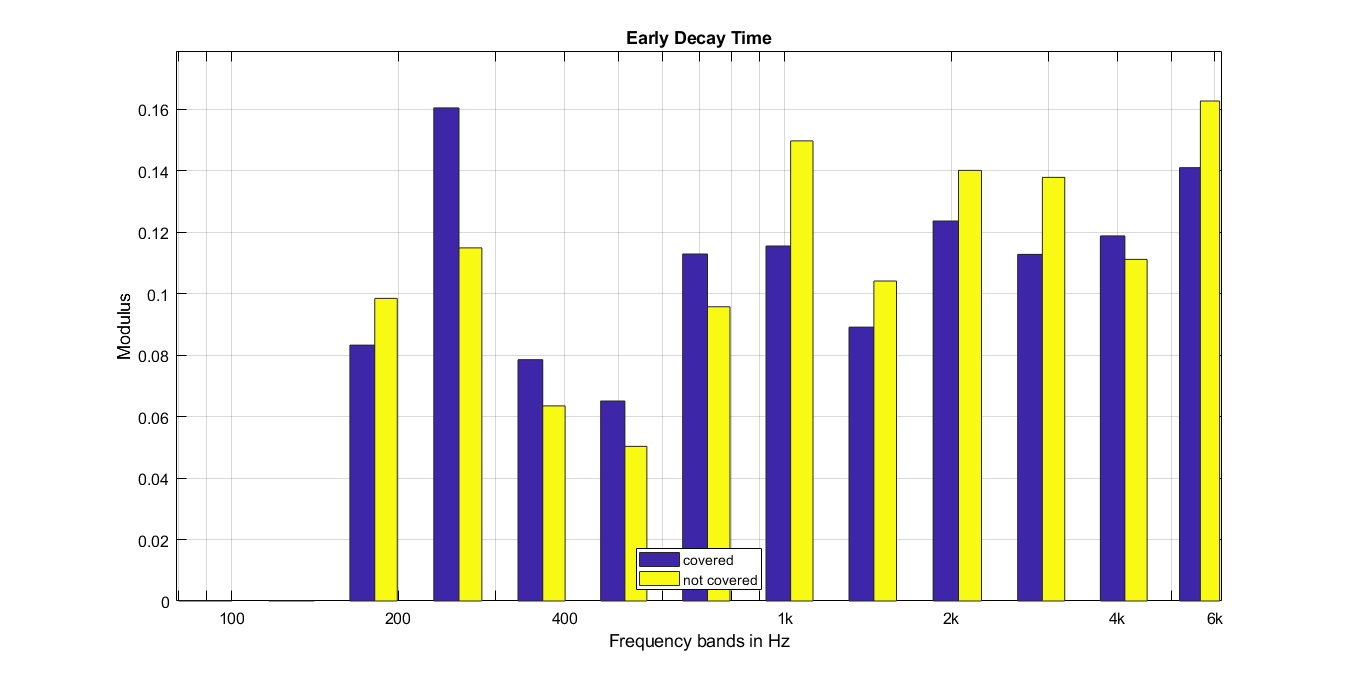 Early Decay Time
Modulus
0.16
0.14
0.12
0.1
0.08
0.06
0.04
0.02
0
covered
not covered
100 200 400 1k 2k 4k 6k
Frequency bands in Hz